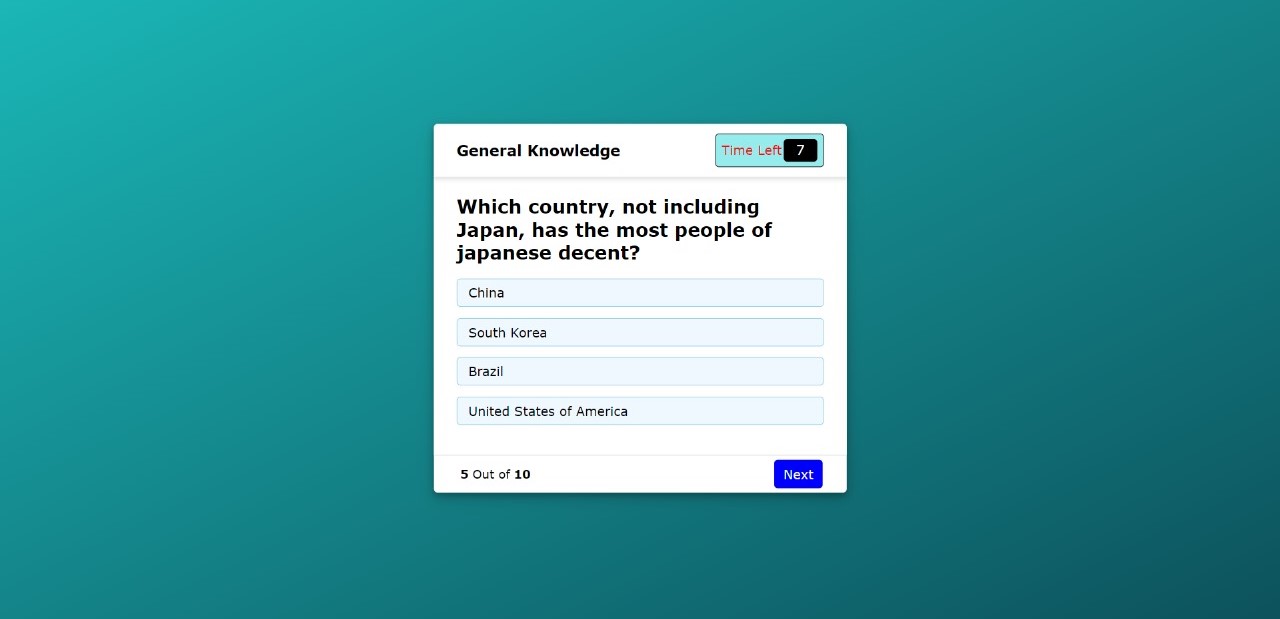 General Knowledge
Time Left 7
Which country, not including
Japan, has the most people of
japanese decent?
China
South Korea
Brazil
United States of America
5 Out of 10
Next